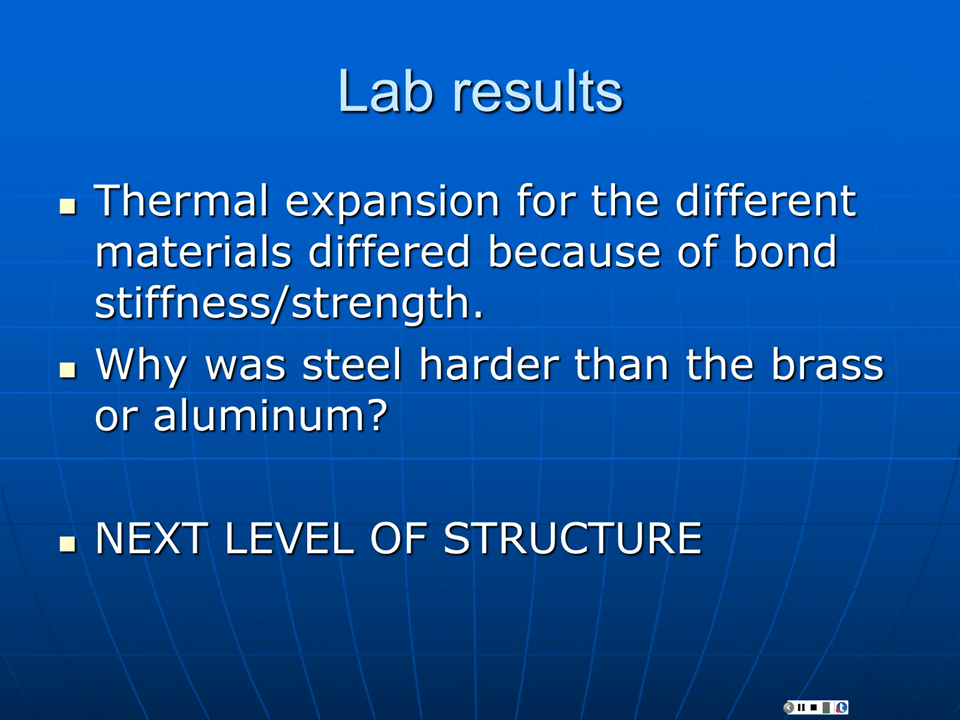 Lab results
Thermal expansion for the different
materials differed because of bond
stiffness/strength.
Why was steel harder than the brass
or aluminum?
NEXT LEVEL OF STRUCTURE